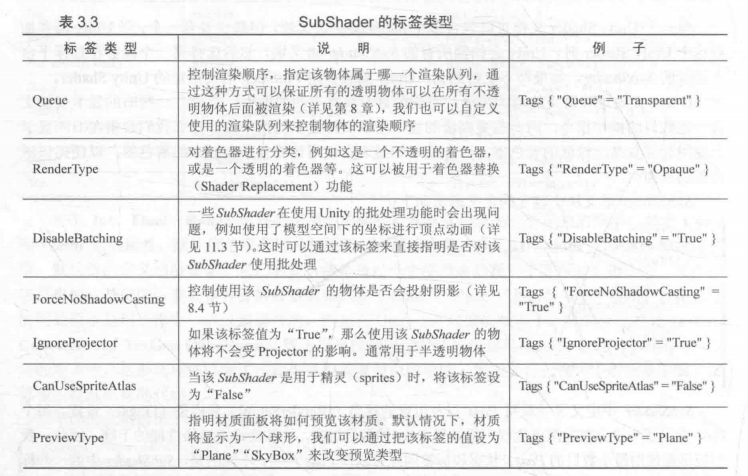 表 3.3 SubShader 的标签类型
标 签 类 型 说 明 例 子
Queue
控制渲染顺序，指定该物体属于哪一个渲染队列，通
过这种方式可以保证所有的透明物体可以在所有不透
明物体后面被渲染（详见第 8 章），我们也可以自定义
使用的渲染队列来控制物体的渲染顺序
Tags { "Queue" = "Transparent" }
RenderType
对着色器进行分类，例如这是一个不透明的着色器，
或是一个透明的着色器等。这可以被用于着色器替换
（Shader Replacement）功能
Tags { "RenderType" = "Opaque" }
DisableBatching
一些 SubShader 在使用 Unity 的批处理功能时会出现问
题，例如使用了模型空间下的坐标进行顶点动画（详
见 11.3 节）。这时可以通过该标签来直接指明是否对该
SubShader 使用批处理
Tags { "DisableBatching" = "True" }
ForceNoShadowCasting
控制使用该 SubShader 的物体是否会投射阴影（详见
8.4 节）
Tags { "ForceNoShadowCasting" =
"True" }
IgnoreProjector
如果该标签值为“True”，那么使用该 SubShader 的物
体将不会受 Projector 的影响。通常用于半透明物体
Tags { "IgnoreProjector" = "True" }
CanUseSpriteAtlas
当该 SubShader 是用于精灵（sprites）时，将该标签设
为“False”
Tags { "CanUseSpriteAtlas" = "False" }
PreviewType
指明材质面板将如何预览该材质。默认情况下，材质
将显示为一个球形，我们可以通过把该标签的值设为
“Plane”“SkyBox”来改变预览类型
Tags { "PreviewType" = "Plane" }